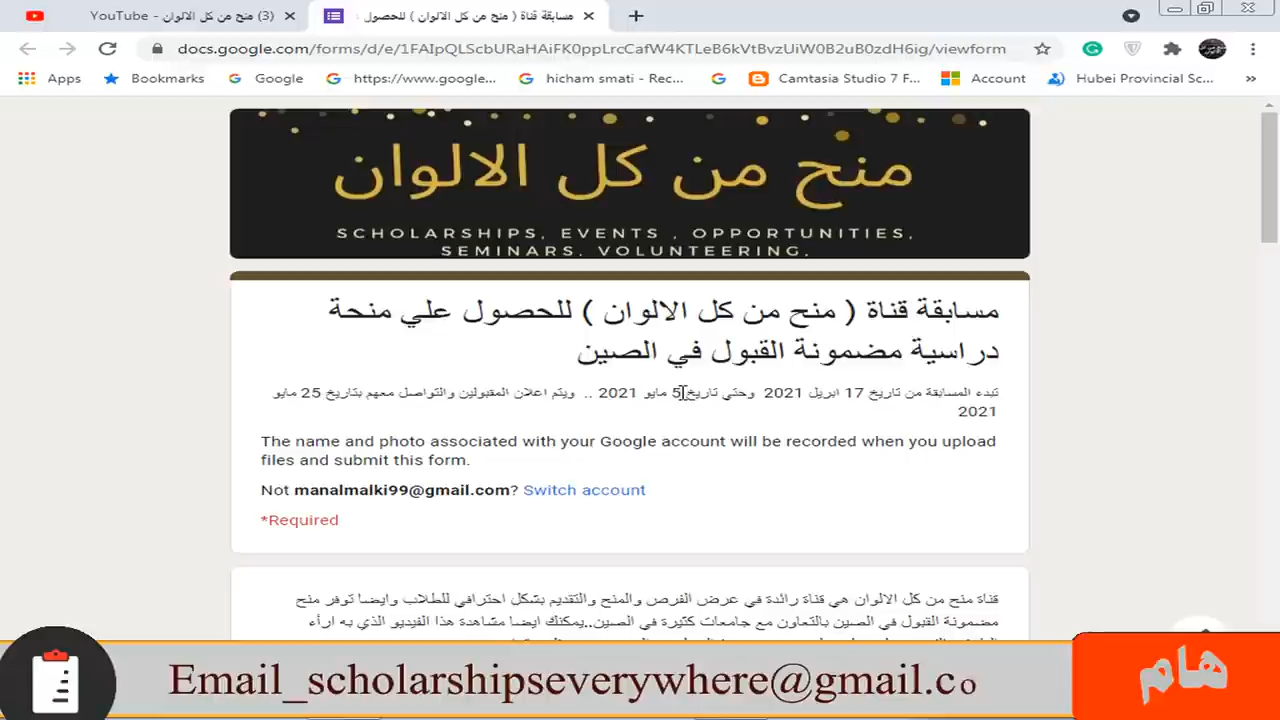 (3) منح من كل الالوان - YouTube
مسابقة قناة ( منح من كل الالوان ) للحصول
docs.google.com/forms/d/e/1FAIpQLScbURaHAiFK0ppLrcCafW4KTLeB6kVtBvzUiW0B2uB0zdH6ig/viewform
Apps Bookmarks Google https://www.google... hicham smati - Rec... Camtasia Studio 7 F... Account Hubei Provincial Sc... »
منح من كل الالوان
SCHOLARSHIPS, EVENTS , OPPORTUNITIES,
SEMINARS, VOLUNTEERING,
مسابقة قناة ( منح من كل الالوان ) للحصول علي منحة
دراسية مضمونة القبول في الصين
تبدء المسابقة من تاريخ 17 ابريل 2021 وحتي تاريخ 5 مايو 2021 .. ويتم اعلان المقبولين والتواصل معهم بتاريخ 25 مايو
2021
The name and photo associated with your Google account will be recorded when you upload
files and submit this form.
Not manalmalki99@gmail.com? Switch account
*Required
قناة منح من كل الالوان هي قناة رائدة في عرض الفرص والمنح والتقديم بشكل احترافي للطلاب وايضا توفر منح
مضمونة القبول في الصين بالتعاون مع جامعات كثيرة في الصين..يمكنك ايضا مشاهدة هذا الفيديو الذي به اراء
Email_scholarshipseverywhere@gmail.co
هام